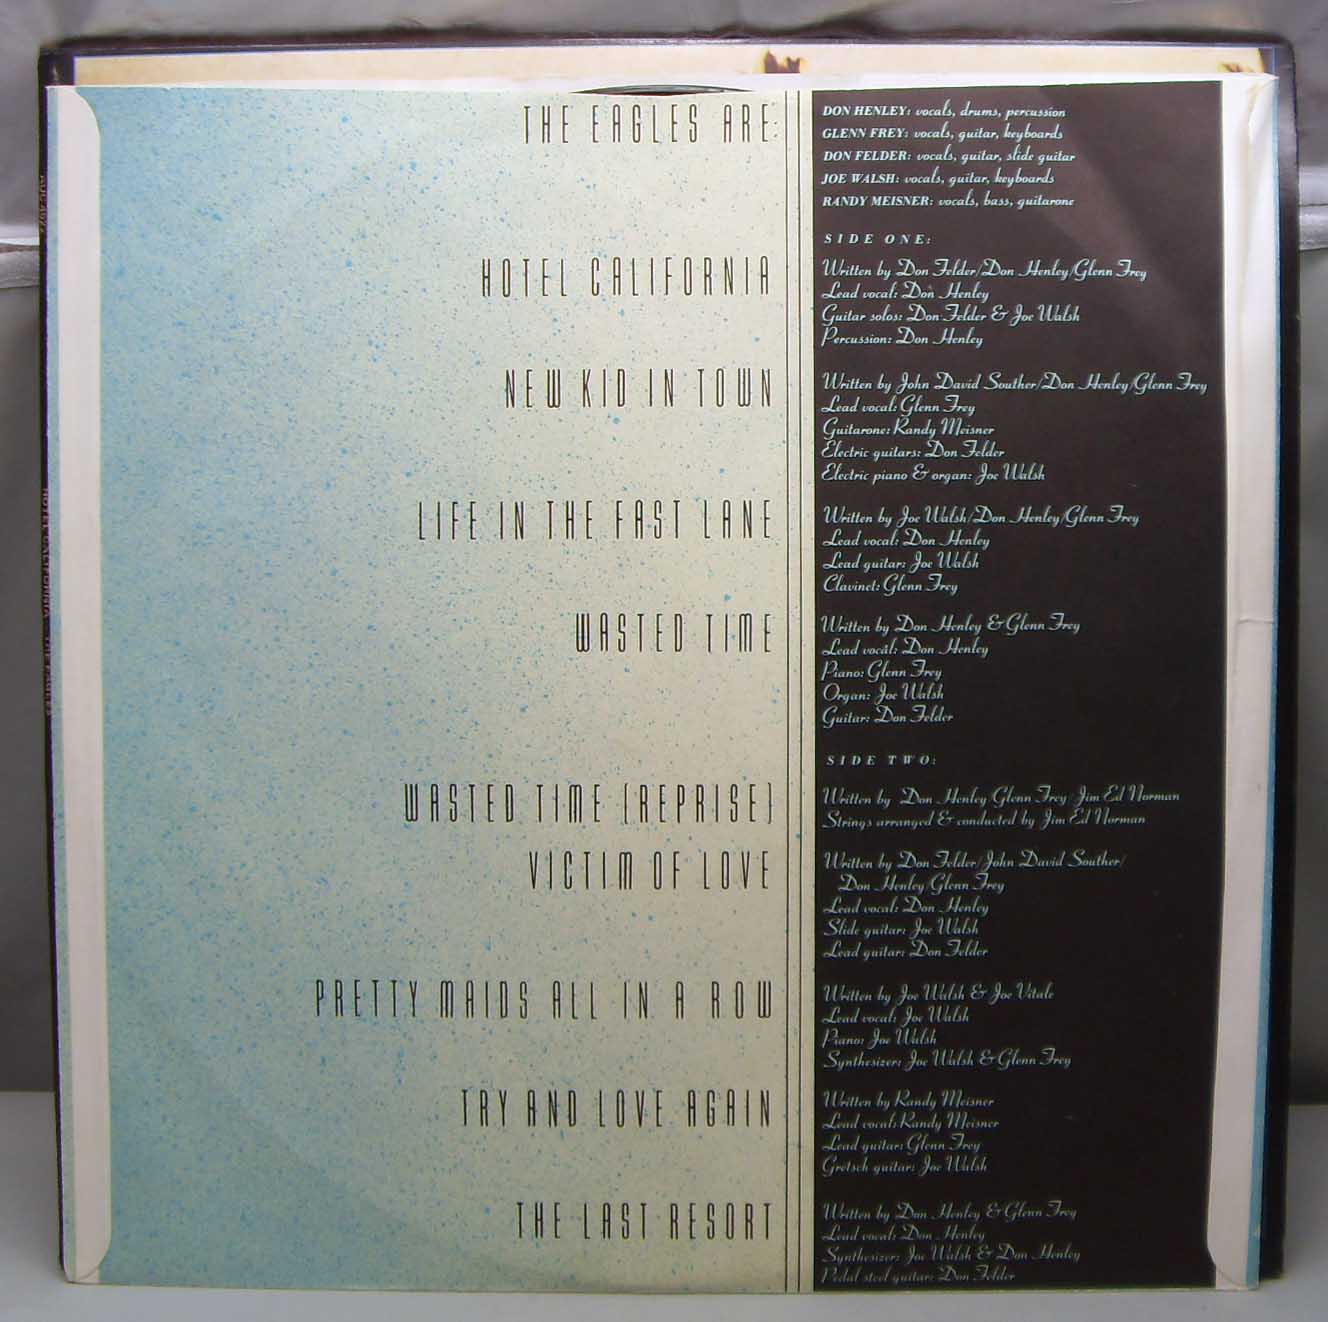 THE EAGLES ARE:
DON HENLEY: vocals, drums, percussion
GLENN FREY: vocals, guitar, keyboards
DON FELDER: vocals, guitar, slide guitar
JOE WALSH: vocals, guitar, keyboards
RANDY MEISNER: vocals, bass, guitarone
SIDE ONE:
HOTEL CALIFORNIA
Written by Don Felder/Don Henley/Glenn Frey
Lead vocal: Don Henley
Guitar solos: Don Felder & Joe Walsh
Percussion: Don Henley
NEW KID IN TOWN
Written by John David Souther/Don Henley/Glenn Frey
Lead vocal: Glenn Frey
Guitarone: Randy Meisner
Electric guitars: Don Felder
Electric piano & organ: Joe Walsh
LIFE IN THE FAST LANE
Written by Joe Walsh/Don Henley/Glenn Frey
Lead vocal: Don Henley
Lead guitar: Joe Walsh
Clavinet: Glenn Frey
WASTED TIME
Written by Don Henley & Glenn Frey
Lead vocal: Don Henley
Piano: Glenn Frey
Organ: Joe Walsh
Guitar: Don Felder
SIDE TWO:
WASTED TIME (REPRISE)
Written by Don Henley/Glenn Frey/Jim Ed Norman
Strings arranged & conducted by Jim Ed Norman
VICTIM OF LOVE
Written by Don Felder/John David Souther/
Don Henley/Glenn Frey
Lead vocal: Don Henley
Slide guitar: Joe Walsh
Lead guitar: Don Felder
PRETTY MAIDS ALL IN A ROW
Written by Joe Walsh & Joe Vitale
Lead vocal: Joe Walsh
Piano: Joe Walsh
Synthesizer: Joe Walsh & Glenn Frey
TRY AND LOVE AGAIN
Written by Randy Meisner
Lead vocal: Randy Meisner
Lead guitar: Glenn Frey
Gretsch guitar: Joe Walsh
THE LAST RESORT
Written by Don Henley & Glenn Frey
Lead vocal: Don Henley
Synthesizer: Joe Walsh & Don Henley
Pedal steel guitar: Don Felder
HOTEL CALIFORNIA THE EAGLES